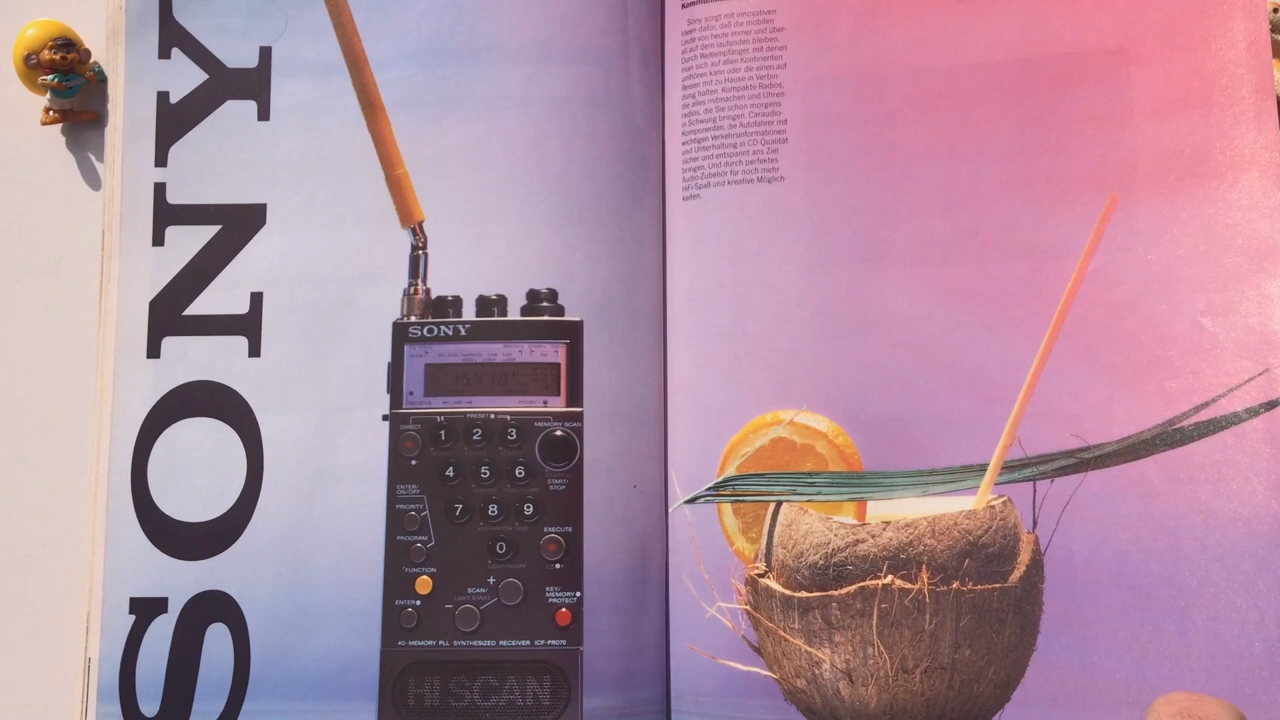 SONY
SONY
DIRECT
PRESET
MEMORY SCAN
1 2 3
START/
STOP
4 5 6
ENTER/
ON/OFF
PRIORITY
7 8 9
PROGRAM
EXECUTE
0
FUNCTION
SCAN/
+
-
ENTER
KEY/
MEMORY
PROTECT
40-MEMORY PLL SYNTHESIZED RECEIVER ICF-PRO70
Sony sorgt mit innovativen
Ideen dafür, daß die mobilen
Leute von heute immer und über-
all auf dem laufenden bleiben.
Durch Weltempfänger, mit denen
man sich auf allen Kontinenten
umhören kann oder die einen auf
Reisen mit zu Hause in Verbin-
dung halten. Kompakte Radios,
die alles mitmachen und Uhren-
radios, die Sie schon morgens
in Schwung bringen. Caraudio-
Komponenten, die Autofahrer mit
wichtigen Verkehrsinformationen
und Unterhaltung in CD-Qualität
sicher und entspannt ans Ziel
bringen. Und durch perfektes
Audio-Zubehör für noch mehr
HiFi-Spaß und kreative Möglich-
keiten.